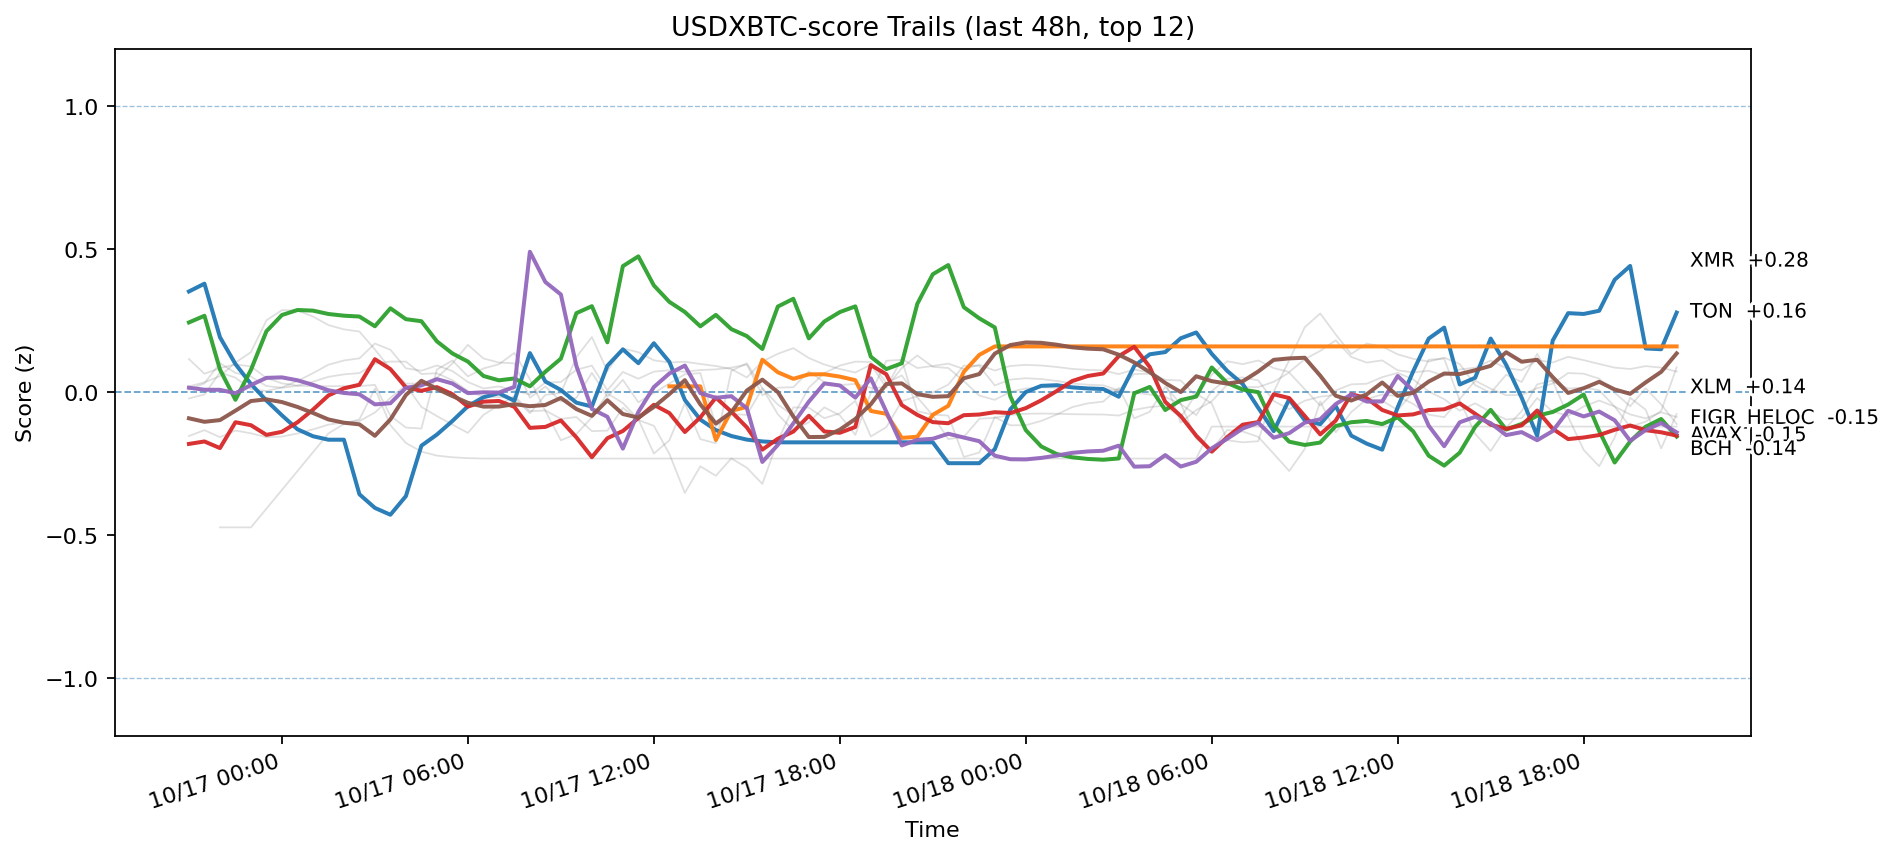 USDXBTC-score Trails (last 48h, top 12)
Score (z)
1.0
0.5
0.0
−0.5
−1.0
XMR +0.28
TON +0.16
XLM +0.14
FIGR_HELOC -0.15
AVAX -0.15
BCH -0.14
10/17 00:00
10/17 06:00
10/17 12:00
10/17 18:00
10/18 00:00
10/18 06:00
10/18 12:00
10/18 18:00
Time